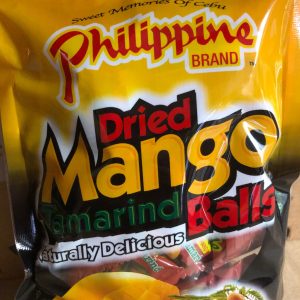 Sweet Memories Of Cebu
Philippine
BRAND
Dried
Mango
Tamarind Balls
Naturally Delicious